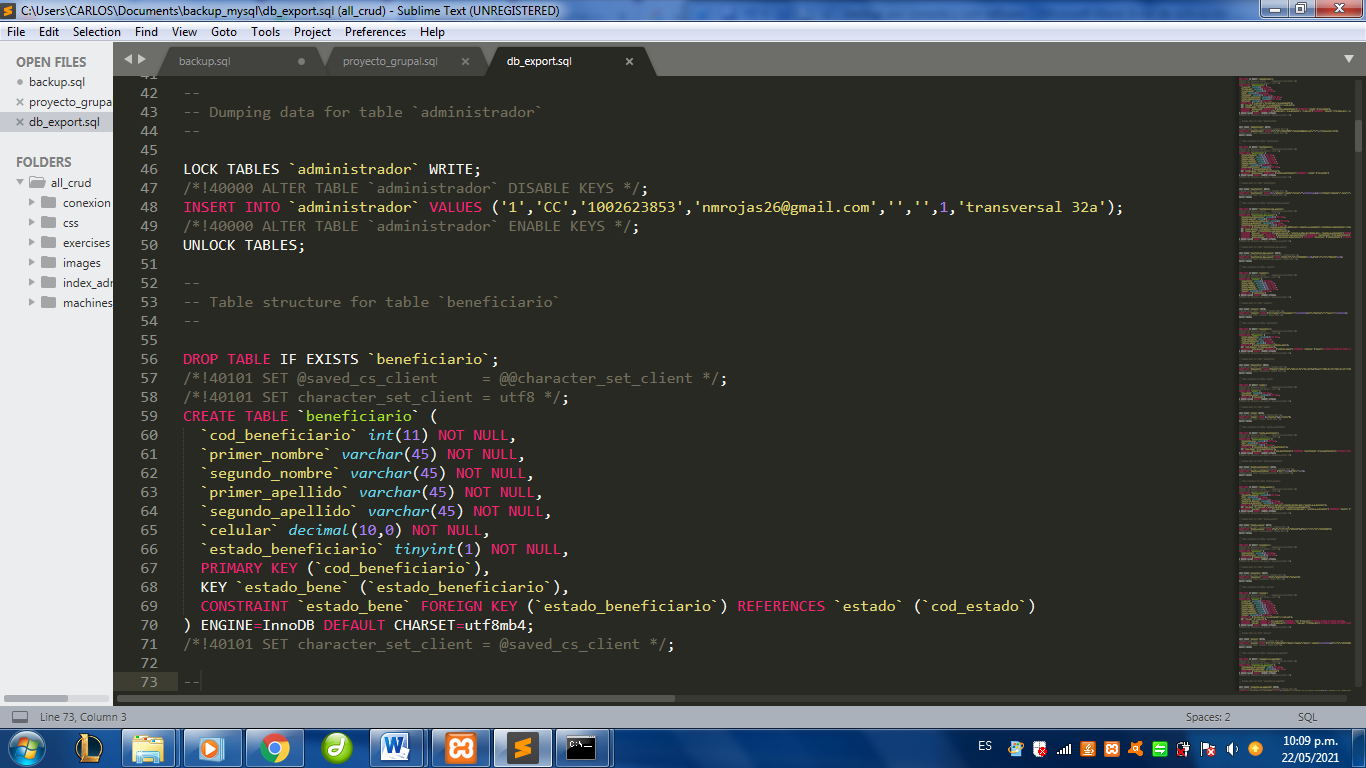 C:\Users\CARLOS\Documents\backup_mysql\db_export.sql (all_crud) - Sublime Text (UNREGISTERED)
File Edit Selection Find View Goto Tools Project Preferences Help
OPEN FILES
backup.sql
proyecto_grupa
db_export.sql
FOLDERS
all_crud
conexion
css
exercises
images
index_adr
machines
backup.sql proyecto_grupal.sql db_export.sql
41
42 --
43 -- Dumping data for table `administrador`
44 --
45
46 LOCK TABLES `administrador` WRITE;
47 /*!40000 ALTER TABLE `administrador` DISABLE KEYS */;
48 INSERT INTO `administrador` VALUES ('1','CC','1002623853','nmrojas26@gmail.com','','',1,'transversal 32a');
49 /*!40000 ALTER TABLE `administrador` ENABLE KEYS */;
50 UNLOCK TABLES;
51
52 --
53 -- Table structure for table `beneficiario`
54 --
55
56 DROP TABLE IF EXISTS `beneficiario`;
57 /*!40101 SET @saved_cs_client     = @@character_set_client */;
58 /*!40101 SET character_set_client = utf8 */;
59 CREATE TABLE `beneficiario` (
60   `cod_beneficiario` int(11) NOT NULL,
61   `primer_nombre` varchar(45) NOT NULL,
62   `segundo_nombre` varchar(45) NOT NULL,
63   `primer_apellido` varchar(45) NOT NULL,
64   `segundo_apellido` varchar(45) NOT NULL,
65   `celular` decimal(10,0) NOT NULL,
66   `estado_beneficiario` tinyint(1) NOT NULL,
67   PRIMARY KEY (`cod_beneficiario`),
68   KEY `estado_bene` (`estado_beneficiario`),
69   CONSTRAINT `estado_bene` FOREIGN KEY (`estado_beneficiario`) REFERENCES `estado` (`cod_estado`)
70 ) ENGINE=InnoDB DEFAULT CHARSET=utf8mb4;
71 /*!40101 SET character_set_client = @saved_cs_client */;
72
73 --
Line 73, Column 3
Spaces: 2
SQL
ES
10:09 p.m.
22/05/2021